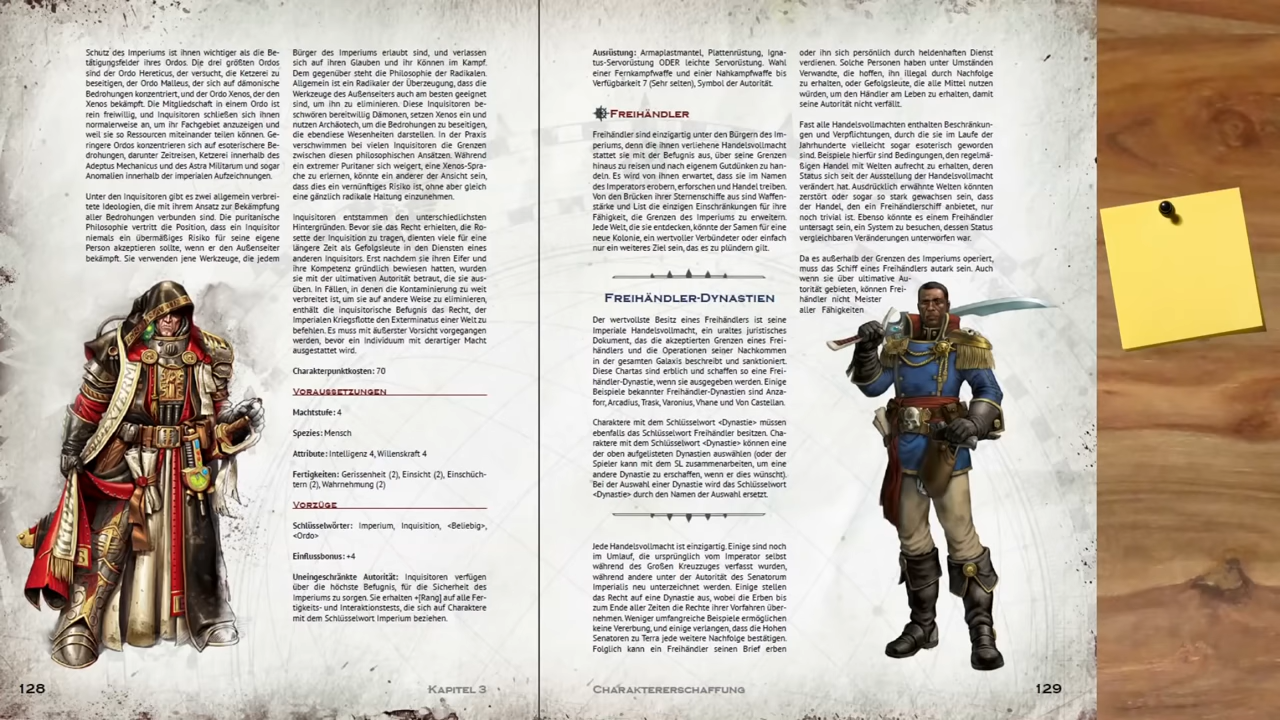 Schutz des Imperiums ist ihnen wichtiger als die Be-
tätigungsfelder ihres Ordos. Die drei größten Ordos
sind der Ordo Hereticus, der versucht, die Ketzerei zu
beseitigen, der Ordo Malleus, der sich auf dämonische
Bedrohungen konzentriert, und der Ordo Xenos, der den
Xenos bekämpft. Die Mitgliedschaft in einem Ordo ist
rein freiwillig, und Inquisitoren schließen sich ihnen
normalerweise an, um ihr Fachgebiet anzuzeigen und
weil sie so Ressourcen miteinander teilen können. Ge-
ringere Ordos konzentrieren sich auf esoterischere Be-
drohungen, darunter Zeitreisen, Ketzerei innerhalb des
Adeptus Mechanicus und des Astra Militarum und sogar
Anomalien innerhalb der imperialen Aufzeichnungen.
Unter den Inquisitoren gibt es zwei allgemein verbrei-
tete Ideologien, die mit ihrem Ansatz zur Bekämpfung
aller Bedrohungen verbunden sind. Die puritanische
Philosophie vertritt die Position, dass ein Inquisitor
niemals ein übermäßiges Risiko für seine eigene
Person akzeptieren sollte, wenn er den Außenseiter
bekämpft. Sie verwenden jene Werkzeuge, die jedem
Bürger des Imperiums erlaubt sind, und verlassen
sich auf ihren Glauben und ihr Können im Kampf.
Dem gegenüber steht die Philosophie der Radikalen.
Allgemein ist ein Radikaler der Überzeugung, dass die
Werkzeuge des Außenseiters auch am besten geeignet
sind, um ihn zu eliminieren. Diese Inquisitoren be-
schwören bereitwillig Dämonen, setzen Xenos ein und
nutzen Archäotech, um die Bedrohungen zu beseitigen,
die ebendiese Wesenheiten darstellen. In der Praxis
verschwimmen bei vielen Inquisitoren die Grenzen
zwischen diesen philosophischen Ansätzen. Während
ein extremer Puritaner sich weigert, eine Xenos-Spra-
che zu erlernen, könnte ein anderer der Ansicht sein,
dass dies ein vernünftiges Risiko ist, ohne aber gleich
eine gänzlich radikale Haltung einzunehmen.
Inquisitoren entstammen den unterschiedlichsten
Hintergründen. Bevor sie das Recht erhielten, die Ro-
sette der Inquisition zu tragen, dienten viele für eine
längere Zeit als Gefolgsleute in den Diensten eines
anderen Inquisitors. Erst nachdem sie ihren Eifer und
ihre Kompetenz gründlich bewiesen hatten, wurden
sie mit der ultimativen Autorität betraut, die sie aus-
üben. In Fällen, in denen die Kontaminierung zu weit
verbreitet ist, um sie auf andere Weise zu eliminieren,
enthält die inquisitorische Befugnis das Recht, der
Imperialen Kriegsflotte den Exterminatus einer Welt zu
befehlen. Es muss mit äußerster Vorsicht vorgegangen
werden, bevor ein Individuum mit derartiger Macht
ausgestattet wird.
Charakterpunktkosten: 70
Voraussetzungen
Machtstufe: 4
Spezies: Mensch
Attribute: Intelligenz 4, Willenskraft 4
Fertigkeiten: Gerissenheit (2), Einsicht (2), Einschüch-
tern (2), Wahrnehmung (2)
Vorzüge
Schlüsselwörter: Imperium, Inquisition, <Beliebig>,
<Ordo>
Einflussbonus: +4
Uneingeschränkte Autorität: Inquisitoren verfügen
über die höchste Befugnis, für die Sicherheit des
Imperiums zu sorgen. Sie erhalten +[Rang] auf alle Fer-
tigkeits- und Interaktionstests, die sich auf Charaktere
mit dem Schlüsselwort Imperium beziehen.
128
Kapitel 3
Ausrüstung: Armaplastmantel, Plattenrüstung, Igna-
tus-Servorüstung ODER leichte Servorüstung. Wahl
einer Fernkampfwaffe und einer Nahkampfwaffe bis
Verfügbarkeit 7 (Sehr selten), Symbol der Autorität.
Freihändler
Freihändler sind einzigartig unter den Bürgern des Im-
periums, denn die ihnen verliehene Handelsvollmacht
stattet sie mit der Befugnis aus, über seine Grenzen
hinaus zu reisen und nach eigenem Gutdünken zu han-
deln. Es wird von ihnen erwartet, dass sie im Namen
des Imperators erobern, erforschen und Handel treiben.
Von den Brücken ihrer Sternenschiffe aus sind Waffen-
stärke und List die einzigen Einschränkungen für ihre
Fähigkeit, die Grenzen des Imperiums zu erweitern.
Jede Welt, die sie entdecken, könnte der Samen für eine
neue Kolonie, ein wertvoller Verbündeter oder einfach
nur ein weiteres Ziel sein, das es zu plündern gilt.
Freihändler-Dynastien
Der wertvollste Besitz eines Freihändlers ist seine
Imperiale Handelsvollmacht, ein uraltes juristisches
Dokument, das die akzeptierten Grenzen eines Frei-
händlers und die Operationen seiner Nachkommen
in der gesamten Galaxis beschreibt und sanktioniert.
Diese Chartas sind erblich und schaffen so eine Frei-
händler-Dynastie, wenn sie ausgegeben werden. Einige
Beispiele bekannter Freihändler-Dynastien sind Anza-
forr, Arcadius, Trask, Varonius, Vhane und Von Castellan.
Charaktere mit dem Schlüsselwort <Dynastie> müssen
ebenfalls das Schlüsselwort Freihändler besitzen. Cha-
raktere mit dem Schlüsselwort <Dynastie> können eine
der oben aufgelisteten Dynastien auswählen (oder der
Spieler kann mit dem SL zusammenarbeiten, um eine
andere Dynastie zu erschaffen, wenn er dies wünscht).
Bei der Auswahl einer Dynastie wird das Schlüsselwort
<Dynastie> durch den Namen der Auswahl ersetzt.
Jede Handelsvollmacht ist einzigartig. Einige sind noch
im Umlauf, die ursprünglich vom Imperator selbst
während des Großen Kreuzzuges verfasst wurden,
während andere unter der Autorität des Senatorum
Imperialis neu unterzeichnet werden. Einige stellen
das Recht auf eine Dynastie aus, wobei die Erben bis
zum Ende aller Zeiten die Rechte ihrer Vorfahren über-
nehmen. Weniger umfangreiche Beispiele ermöglichen
keine Vererbung, und einige verlangen, dass die Hohen
Senatoren zu Terra jede weitere Nachfolge bestätigen.
Folglich kann ein Freihändler seinen Brief erben
oder ihn sich persönlich durch heldenhaften Dienst
verdienen. Solche Personen haben unter Umständen
Verwandte, die hoffen, ihn illegal durch Nachfolge
zu erhalten, oder Gefolgsleute, die alle Mittel nutzen
würden, um den Händler am Leben zu erhalten, damit
seine Autorität nicht verfällt.
Fast alle Handelsvollmachten enthalten Beschränkun-
gen und Verpflichtungen, durch die sie im Laufe der
Jahrhunderte vielleicht sogar esoterisch geworden
sind. Beispiele hierfür sind Bedingungen, den regelmä-
ßigen Handel mit Welten aufrecht zu erhalten, deren
Status sich seit der Ausstellung der Handelsvollmacht
verändert hat. Ausdrücklich erwähnte Welten könnten
zerstört oder sogar so stark gewachsen sein, dass
der Handel, den ein Freihändlerschiff anbietet, nur
noch trivial ist. Ebenso könnte es einem Freihändler
untersagt sein, ein System zu besuchen, dessen Status
vergleichbaren Veränderungen unterworfen war.
Da es außerhalb der Grenzen des Imperiums operiert,
muss das Schiff eines Freihändlers autark sein. Auch
wenn sie über ultimative Au-
torität gebieten, können Frei-
händler nicht Meister
aller Fähigkeiten
Charaktererschaffung
129